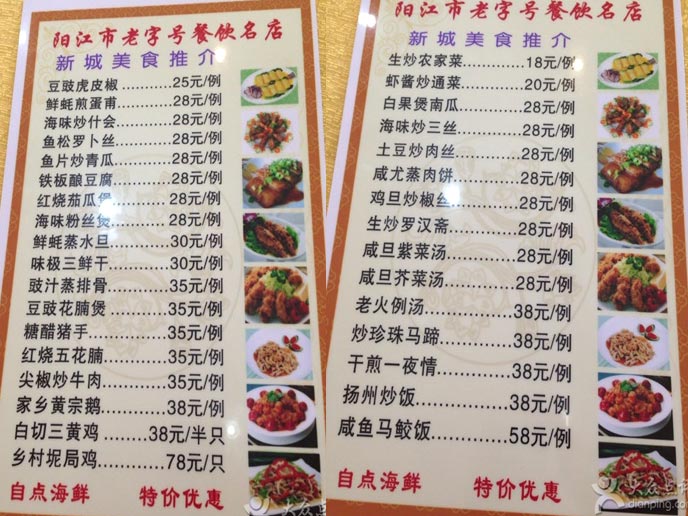 阳江市老字号餐饮名店
新城美食推介
豆豉虎皮椒............25元/例
鲜蚝煎蛋甫............28元/例
海味炒什会............28元/例
鱼松罗卜丝............28元/例
鱼片炒青瓜............28元/例
铁板酿豆腐............28元/例
红烧茄瓜煲............28元/例
海味粉丝煲............28元/例
鲜蚝蒸水旦............30元/例
味极三鲜干............30元/例
豉汁蒸排骨............35元/例
豆豉花腩煲............35元/例
糖醋猪手............35元/例
红烧五花腩............35元/例
尖椒炒牛肉............35元/例
家乡黄宗鹅............38元/例
白切三黄鸡............38元/半只
乡村坭局鸡............78元/只
自点海鲜 特价优惠
阳江市老字号餐饮名店
新城美食推介
生炒农家菜............18元/例
虾酱炒通菜............20元/例
白果煲南瓜............28元/例
海味炒三丝............28元/例
土豆炒肉丝............28元/例
咸尤蒸肉饼............28元/例
鸡旦炒椒丝............28元/例
生炒罗汉斋............28元/例
咸旦紫菜汤............28元/例
咸旦芥菜汤............28元/例
老火例汤............38元/例
炒珍珠马蹄............38元/例
干煎一夜情............38元/例
扬州炒饭............38元/例
咸鱼马鲛饭............58元/例
自点海鲜 特价优惠
大众点评
dianping.com